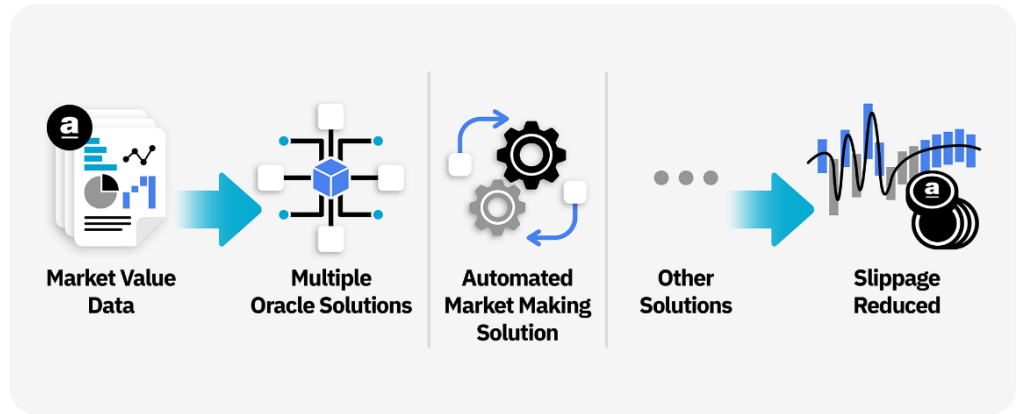 a
a
Market Value
Data
Multiple
Oracle Solutions
Automated
Market Making
Solution
Other
Solutions
Slippage
Reduced